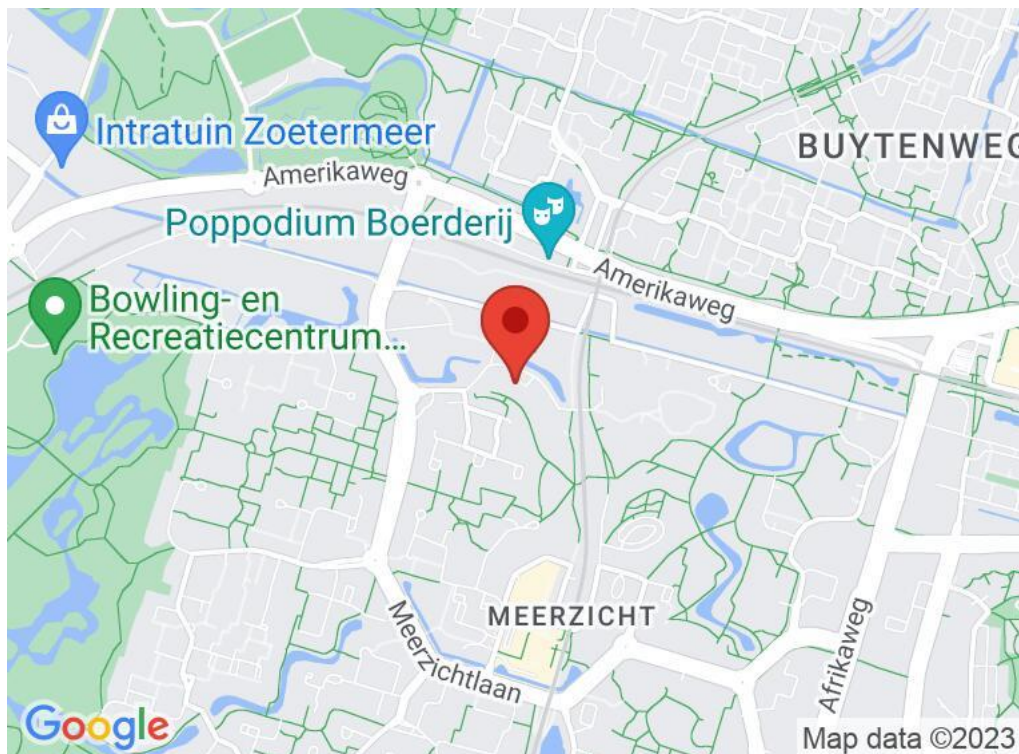 BUYTENWEG
Intratuin Zoetermeer
Amerikaweg
Poppodium Boerderij
Amerikaweg
Bowling- en
Recreatiecentrum...
MEERZICHT
Meerzichtlaan
Afrikaweg
Google
Map data ©2023